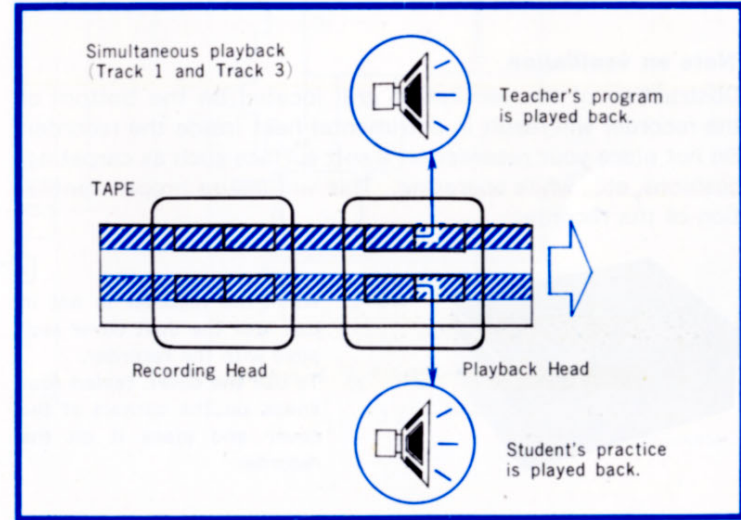 Simultaneous playback
(Track 1 and Track 3)
Teacher's program
is played back.
TAPE
Recording Head
Playback Head
Student's practice
is played back.